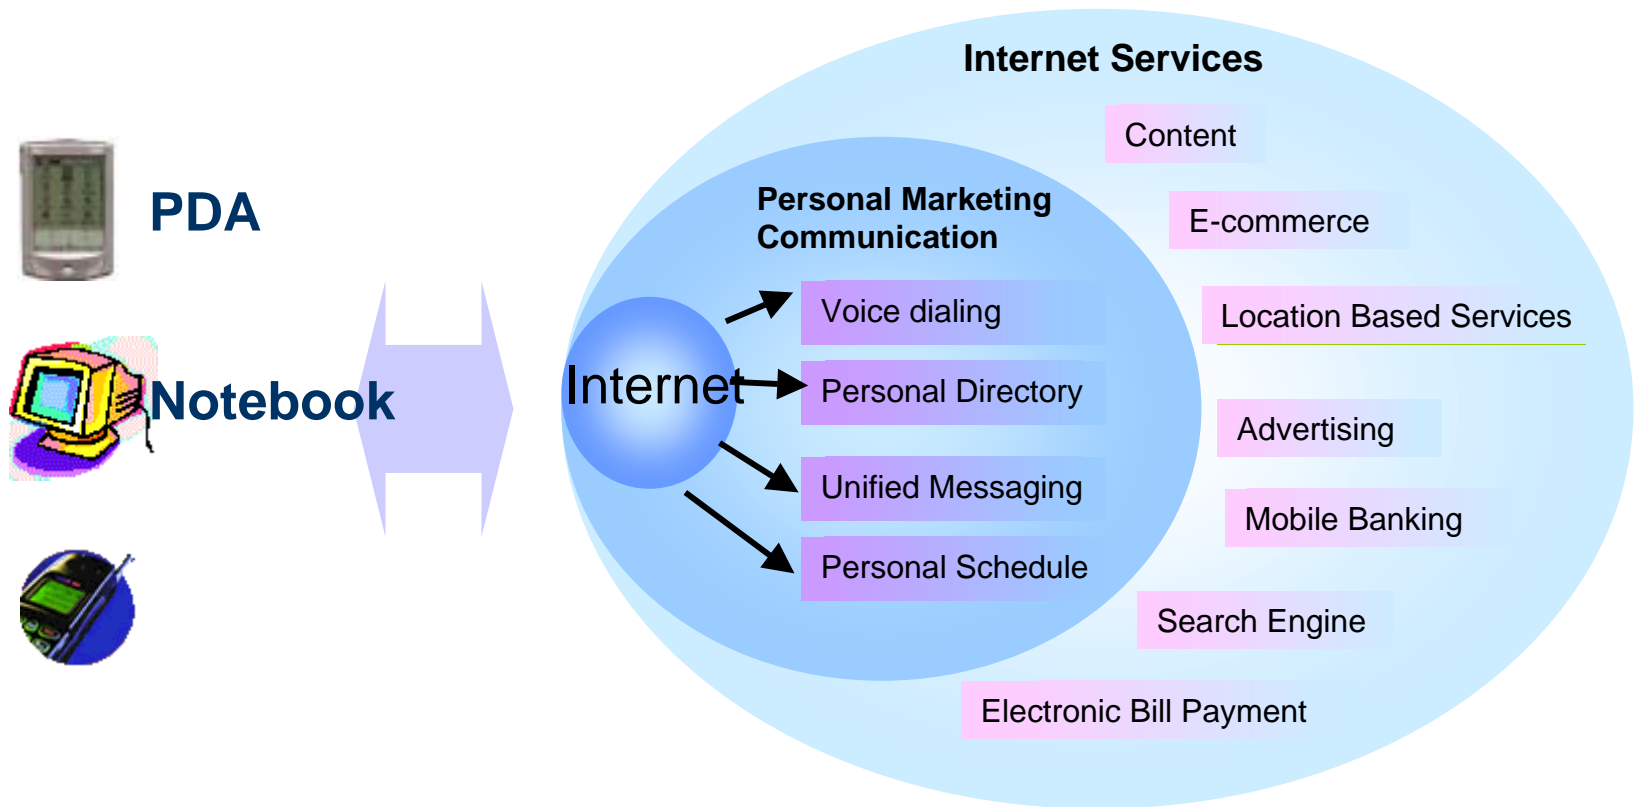 Internet Services
Content
PDA
Personal Marketing
Communication
E-commerce
Voice dialing
Location Based Services
Notebook
Internet
Personal Directory
Advertising
Unified Messaging
Mobile Banking
Personal Schedule
Search Engine
Electronic Bill Payment